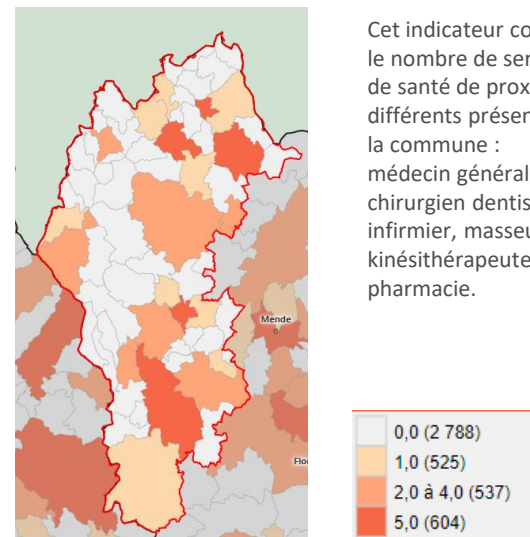 Cet indicateur co
le nombre de ser
de santé de prox
différents présen
la commune :
médecin général
chirurgien dentis
infirmier, masseu
kinésithérapeute
pharmacie.
Mende
Flo
0,0 (2 788)
1,0 (525)
2,0 à 4,0 (537)
5,0 (604)